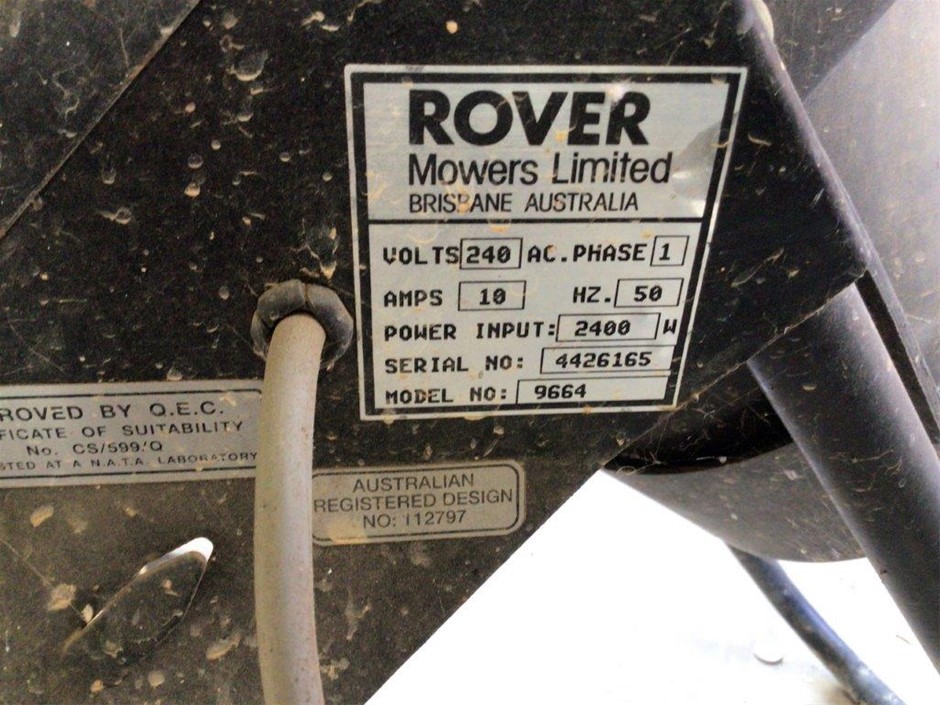 ROVER
Mowers Limited
BRISBANE AUSTRALIA
VOLTS 240 AC. PHASE 1
AMPS 10 HZ. 50
POWER INPUT: 2400 W
SERIAL NO: 4426165
MODEL NO: 9664
ROVED BY Q.E.C.
FICATE OF SUITABILITY
No. CS/599/Q
STED AT A N.A.T.A. LABORATORY
AUSTRALIAN
REGISTERED DESIGN
NO: 112797